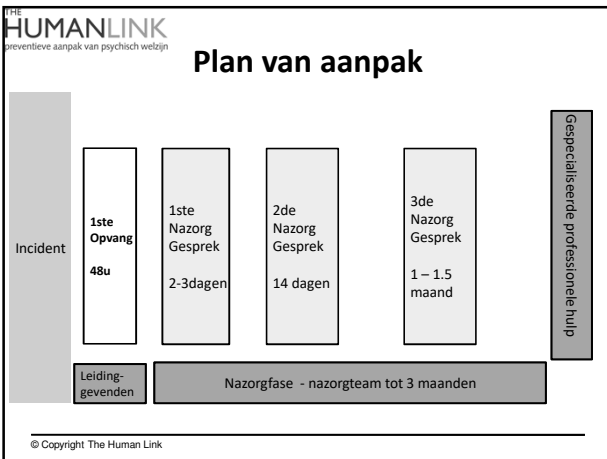 THE
HUMANLINK
preventieve aanpak van psychisch welzijn
Plan van aanpak
Incident
1ste
Opvang
48u
1ste
Nazorg
Gesprek
2-3dagen
2de
Nazorg
Gesprek
14 dagen
3de
Nazorg
Gesprek
1 – 1.5
maand
Gespecialiseerde professionele hulp
Leiding-
gevenden
Nazorgfase - nazorgteam tot 3 maanden
© Copyright The Human Link